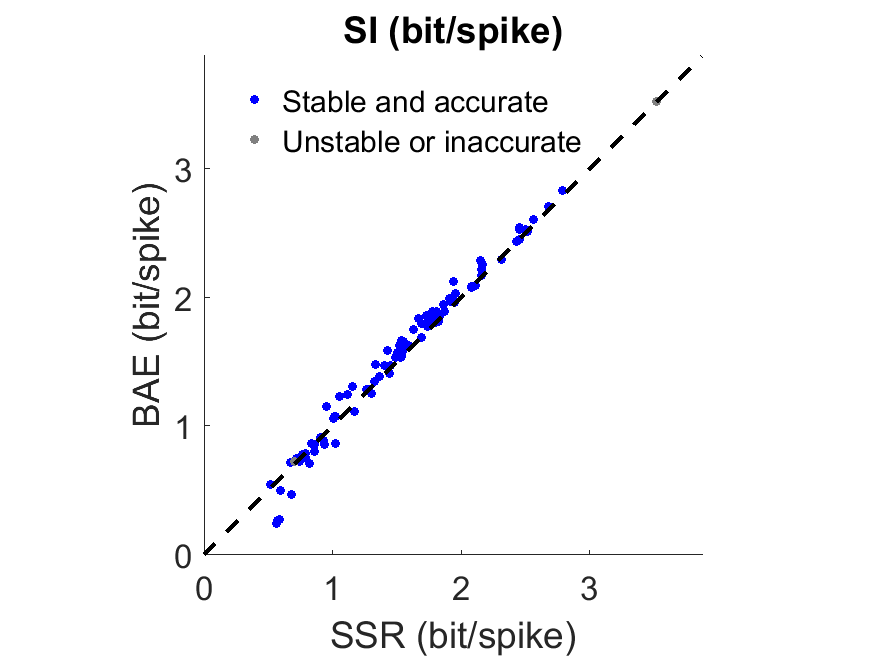 SI (bit/spike)
Stable and accurate
Unstable or inaccurate
3
2
1
0
BAE (bit/spike)
0 1 2 3
SSR (bit/spike)